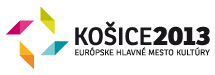 KOŠICE2013
EURÓPSKE HLAVNÉ MESTO KULTÚRY